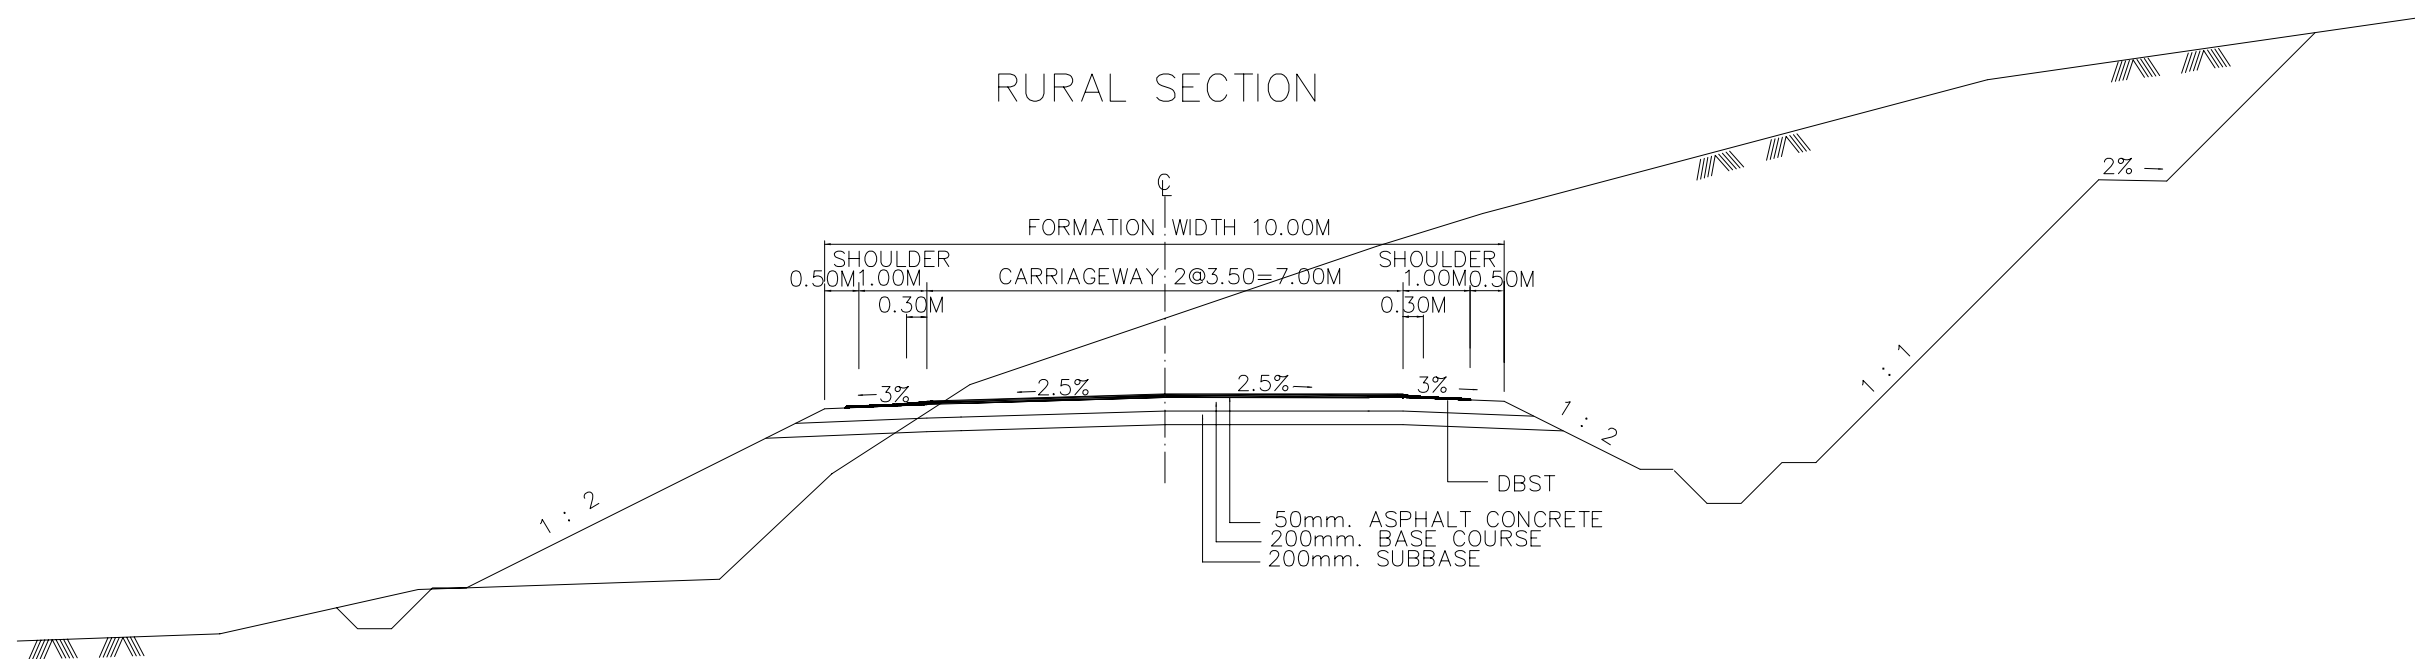 RURAL SECTION
2% —
℄
FORMATION WIDTH 10.00M
SHOULDER SHOULDER
0.50M 1.00M CARRIAGEWAY 2@3.50=7.00M 1.00M 0.50M
0.30M 0.30M
1 : 1
—3% —2.5% 2.5%— 3% —
1 : 2
1 : 2
DBST
50mm. ASPHALT CONCRETE
200mm. BASE COURSE
200mm. SUBBASE